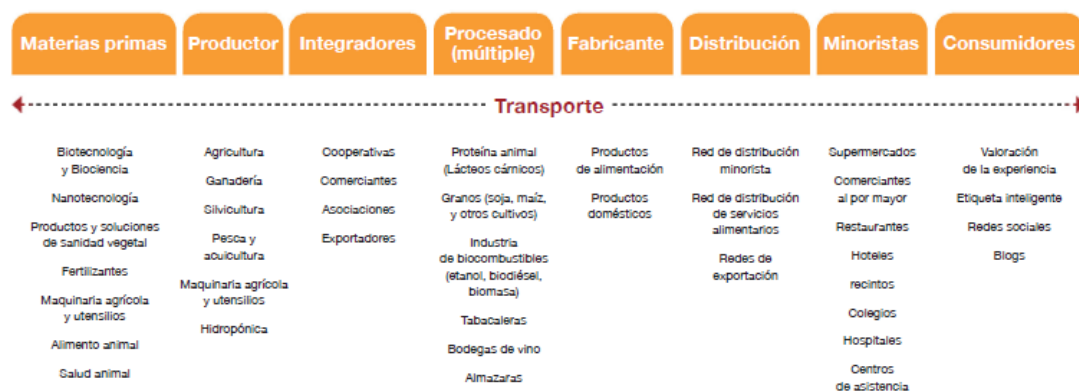 Materias primas
Productor
Integradores
Procesado
(múltiple)
Fabricante
Distribución
Minoristas
Consumidores
Transporte
Biotecnología
y Biociencia
Nanotecnología
Productos y soluciones
de sanidad vegetal
Fertilizantes
Maquinaria agrícola
y utensilios
Alimento animal
Salud animal
Agricultura
Ganadería
Silvicultura
Pesca y
acuicultura
Maquinaria agrícola
y utensilios
Hidropónica
Cooperativas
Comerciantes
Asociaciones
Exportadores
Proteína animal
(Lácteos cárnicos)
Granos (soja, maíz,
y otros cultivos)
Industria
de biocombustibles
(etanol, biodiésel,
biomasa)
Tabacaleras
Bodegas de vino
Almazaras
Productos
de alimentación
Productos
domésticos
Red de distribución
minorista
Red de distribución
de servicios
alimentarios
Redes de
exportación
Supermercados
Comerciantes
al por mayor
Restaurantes
Hoteles
recintos
Colegios
Hospitales
Centros
de asistencia
Valoración
de la experiencia
Etiqueta inteligente
Redes sociales
Blogs